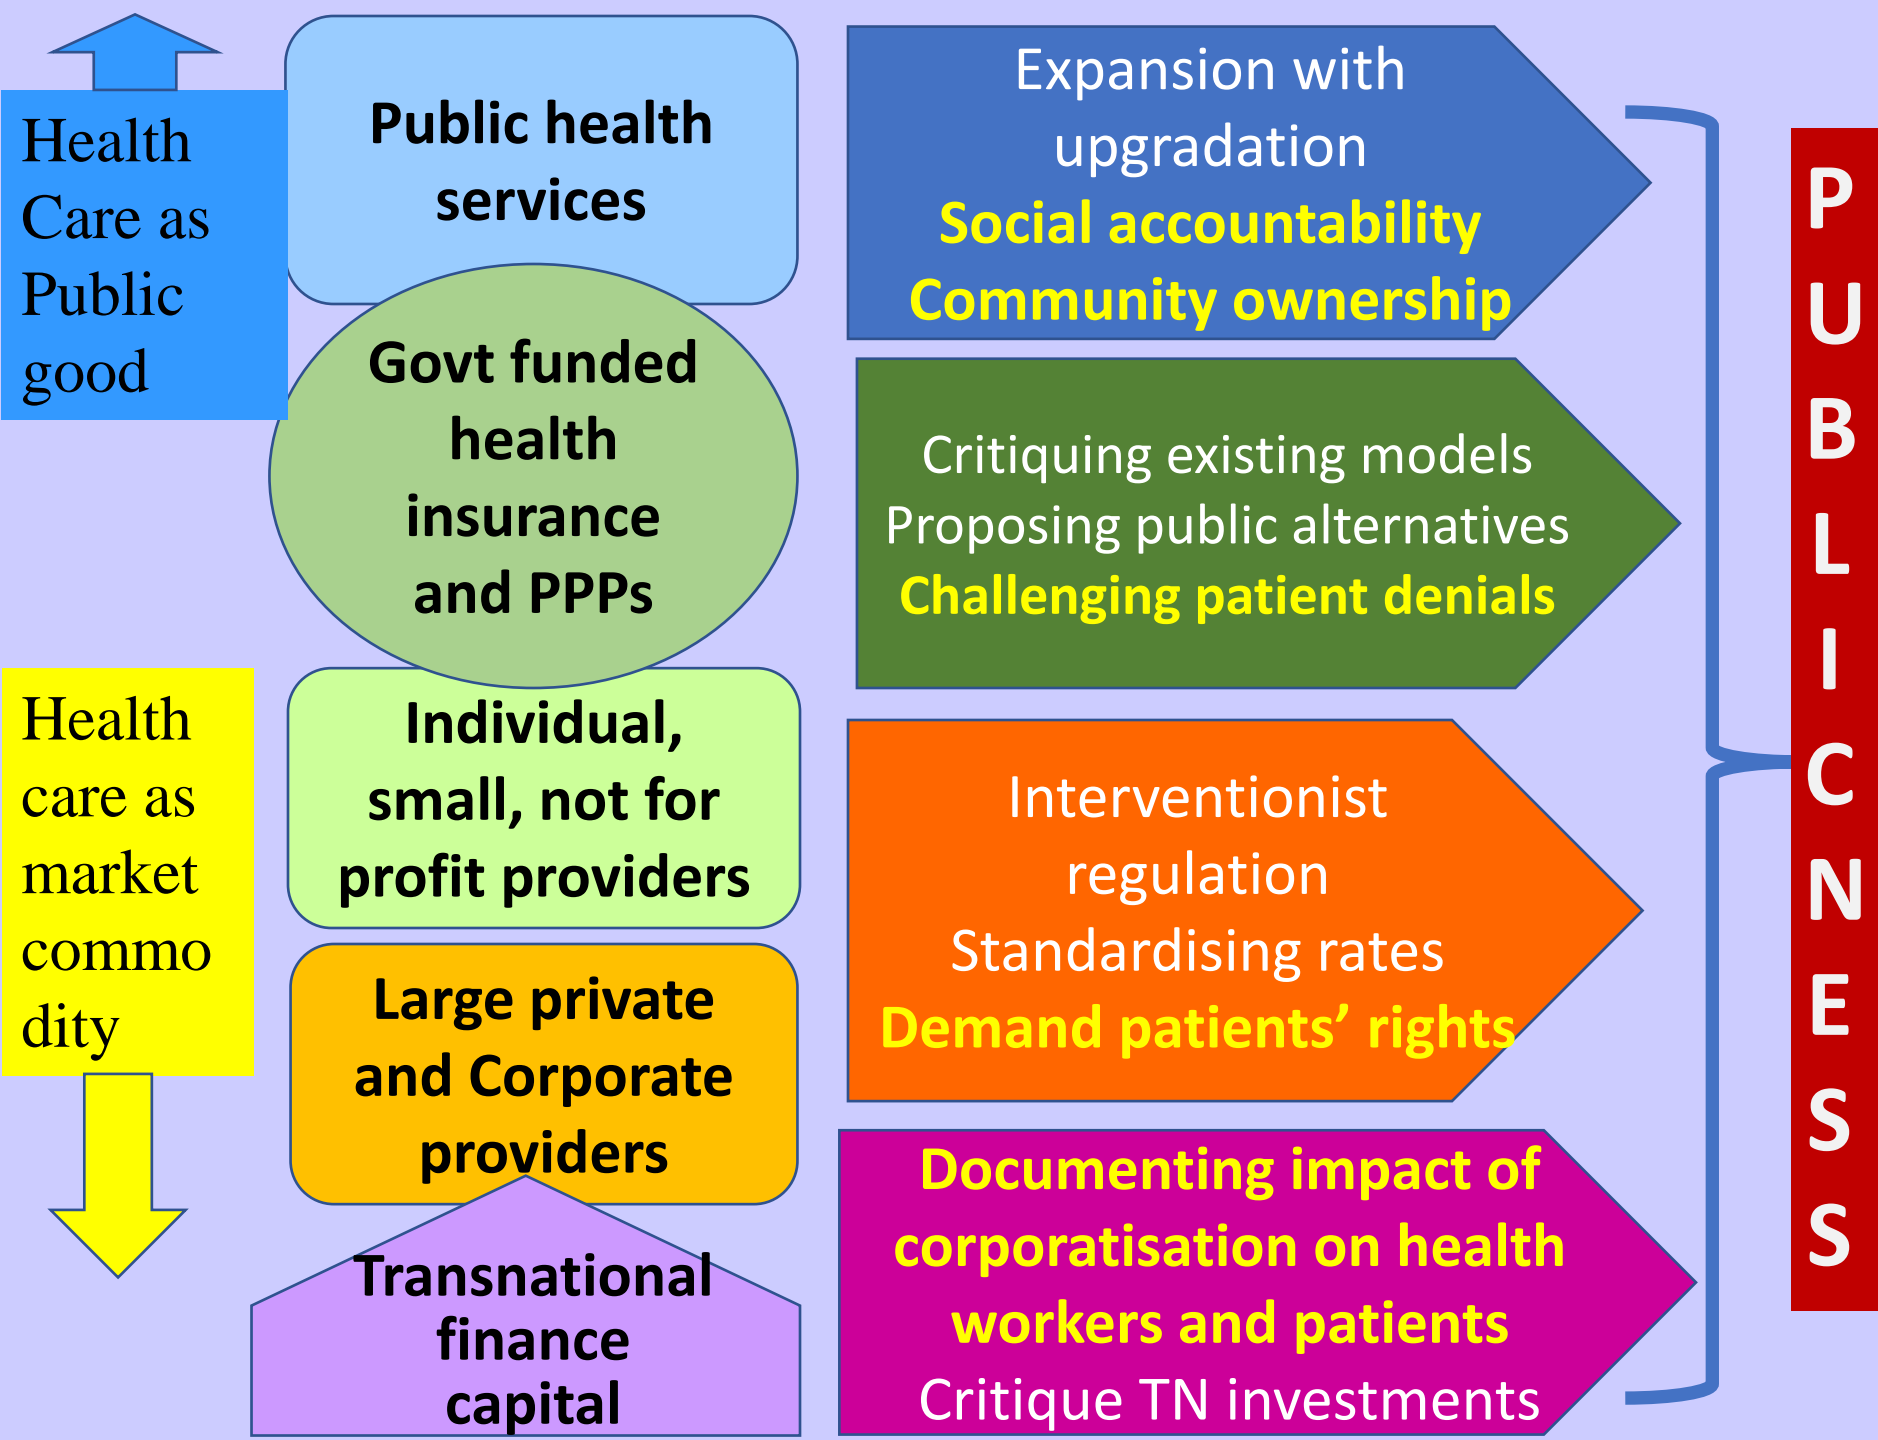 Health
Care as
Public
good
Health
care as
market
commo
dity
Public health
services
Govt funded
health
insurance
and PPPs
Individual,
small, not for
profit providers
Large private
and Corporate
providers
Transnational
finance
capital
Expansion with
upgradation
Social accountability
Community ownership
Critiquing existing models
Proposing public alternatives
Challenging patient denials
Interventionist
regulation
Standardising rates
Demand patients’ rights
Documenting impact of
corporatisation on health
workers and patients
Critique TN investments
P
U
B
L
I
C
N
E
S
S